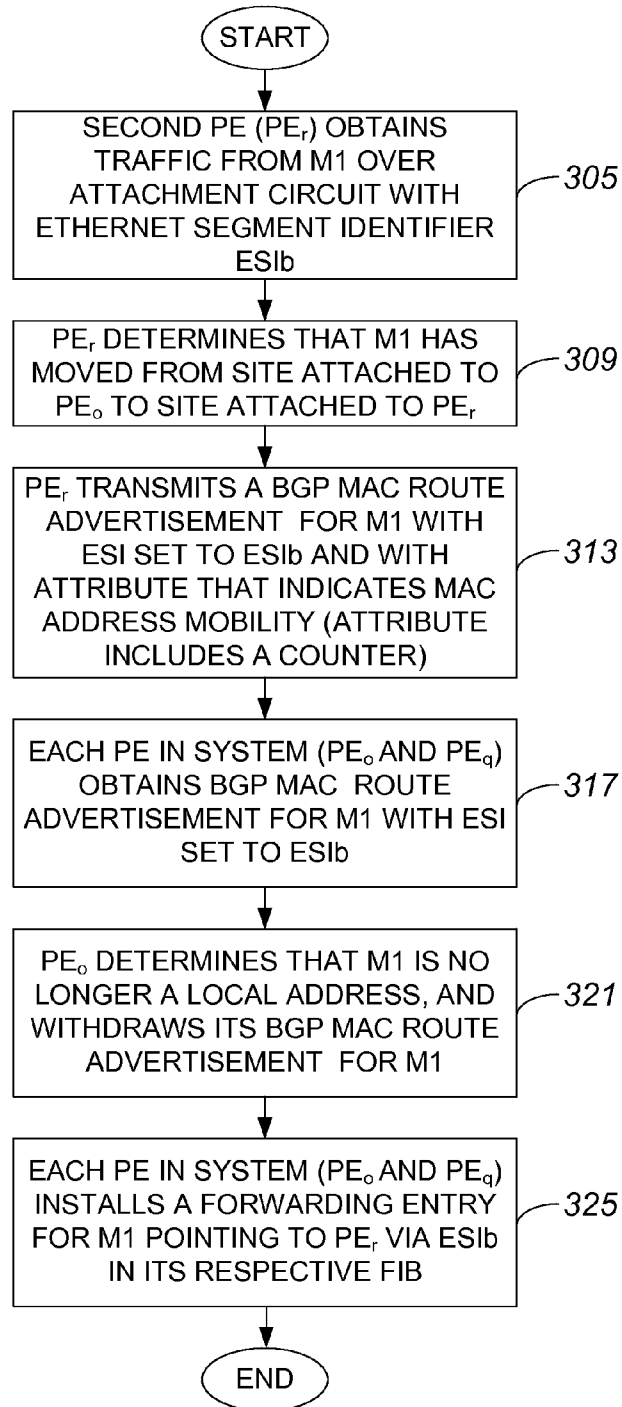 START
SECOND PE (PEr) OBTAINS
TRAFFIC FROM M1 OVER
ATTACHMENT CIRCUIT WITH
ETHERNET SEGMENT IDENTIFIER
ESIb
305
PEr DETERMINES THAT M1 HAS
MOVED FROM SITE ATTACHED TO
PEo TO SITE ATTACHED TO PEr
309
PEr TRANSMITS A BGP MAC ROUTE
ADVERTISEMENT FOR M1 WITH
ESI SET TO ESIb AND WITH
ATTRIBUTE THAT INDICATES MAC
ADDRESS MOBILITY (ATTRIBUTE
INCLUDES A COUNTER)
313
EACH PE IN SYSTEM (PEo AND PEq)
OBTAINS BGP MAC ROUTE
ADVERTISEMENT FOR M1 WITH ESI
SET TO ESIb
317
PEo DETERMINES THAT M1 IS NO
LONGER A LOCAL ADDRESS, AND
WITHDRAWS ITS BGP MAC ROUTE
ADVERTISEMENT FOR M1
321
EACH PE IN SYSTEM (PEo AND PEq)
INSTALLS A FORWARDING ENTRY
FOR M1 POINTING TO PEr VIA ESIb
IN ITS RESPECTIVE FIB
325
END